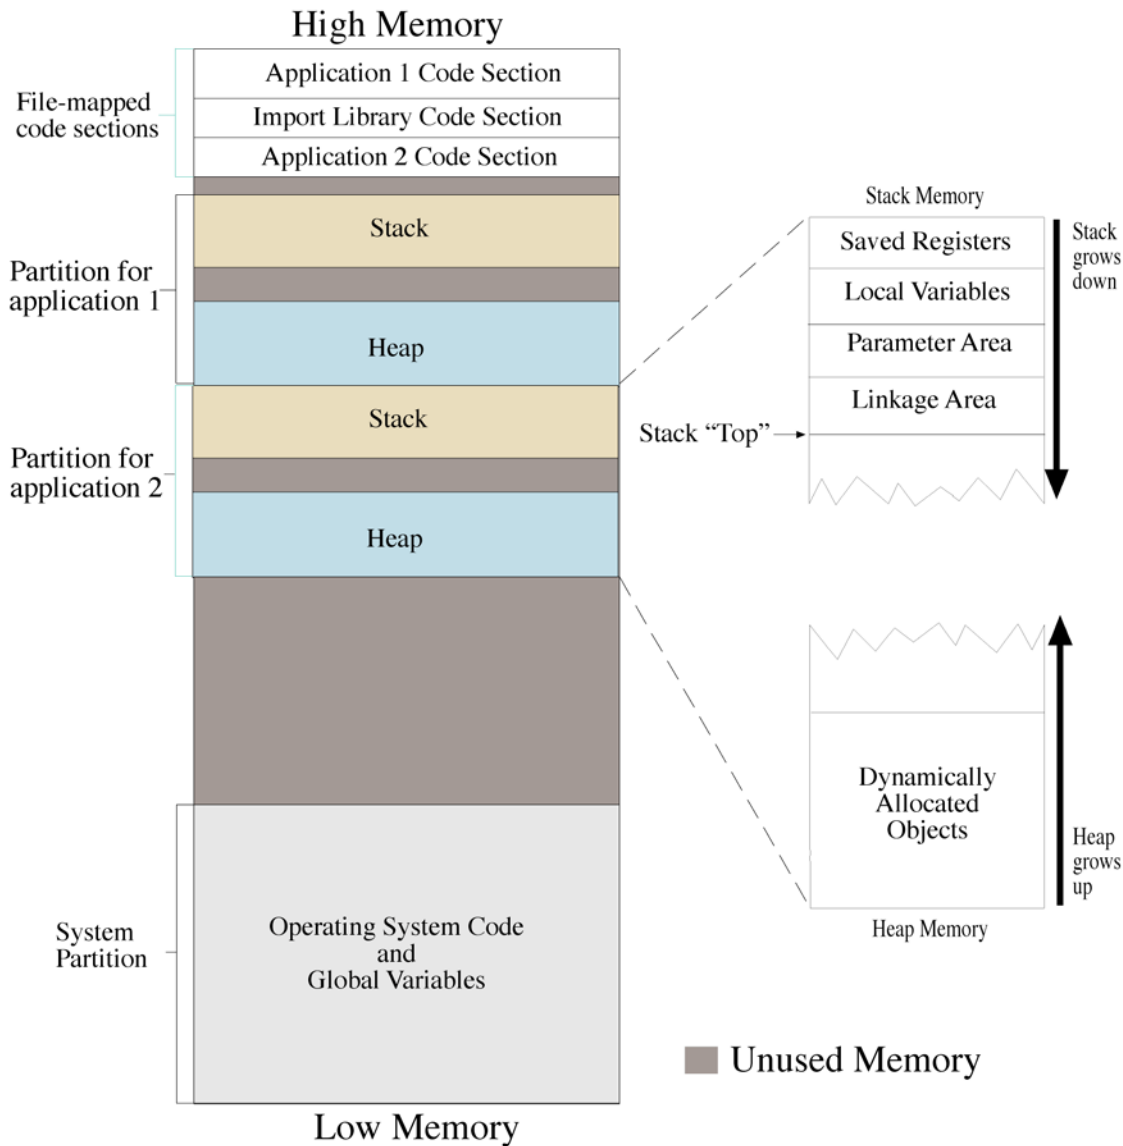 High Memory
Application 1 Code Section
File-mapped
code sections
Import Library Code Section
Application 2 Code Section
Stack
Partition for
application 1
Heap
Stack
Partition for
application 2
Heap
Stack Memory
Saved Registers
Local Variables
Parameter Area
Linkage Area
Stack “Top”
Stack
grows
down
Dynamically
Allocated
Objects
Heap
grows
up
Heap Memory
System
Partition
Operating System Code
and
Global Variables
Unused Memory
Low Memory